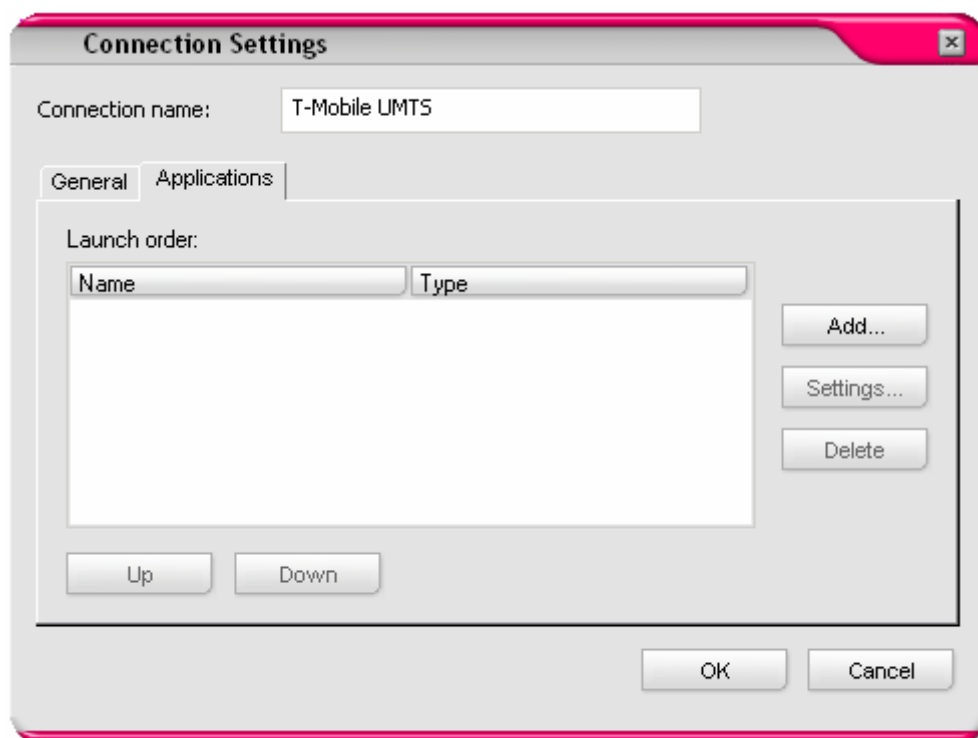 Connection Settings
Connection name: T-Mobile UMTS
General Applications
Launch order:
Name Type
Add...
Settings...
Delete
Up Down
OK Cancel